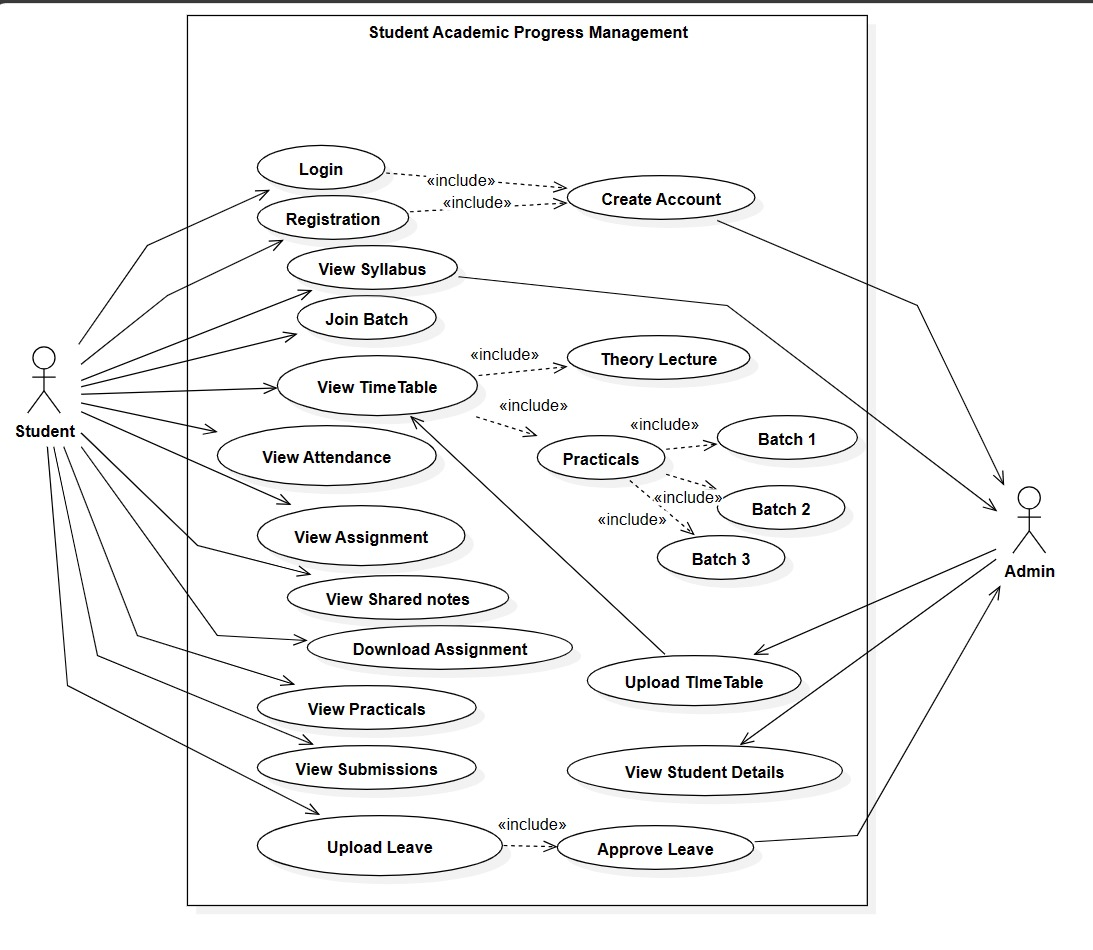 Student Academic Progress Management
Login
«include»
Create Account
«include»
Registration
View Syllabus
Join Batch
«include»
Theory Lecture
View TimeTable
«include»
Student
«include»
Batch 1
View Attendance
Practicals
«include»
Batch 2
«include»
View Assignment
Batch 3
Admin
View Shared notes
Download Assignment
Upload TImeTable
View Practicals
View Submissions
View Student Details
«include»
Upload Leave
Approve Leave